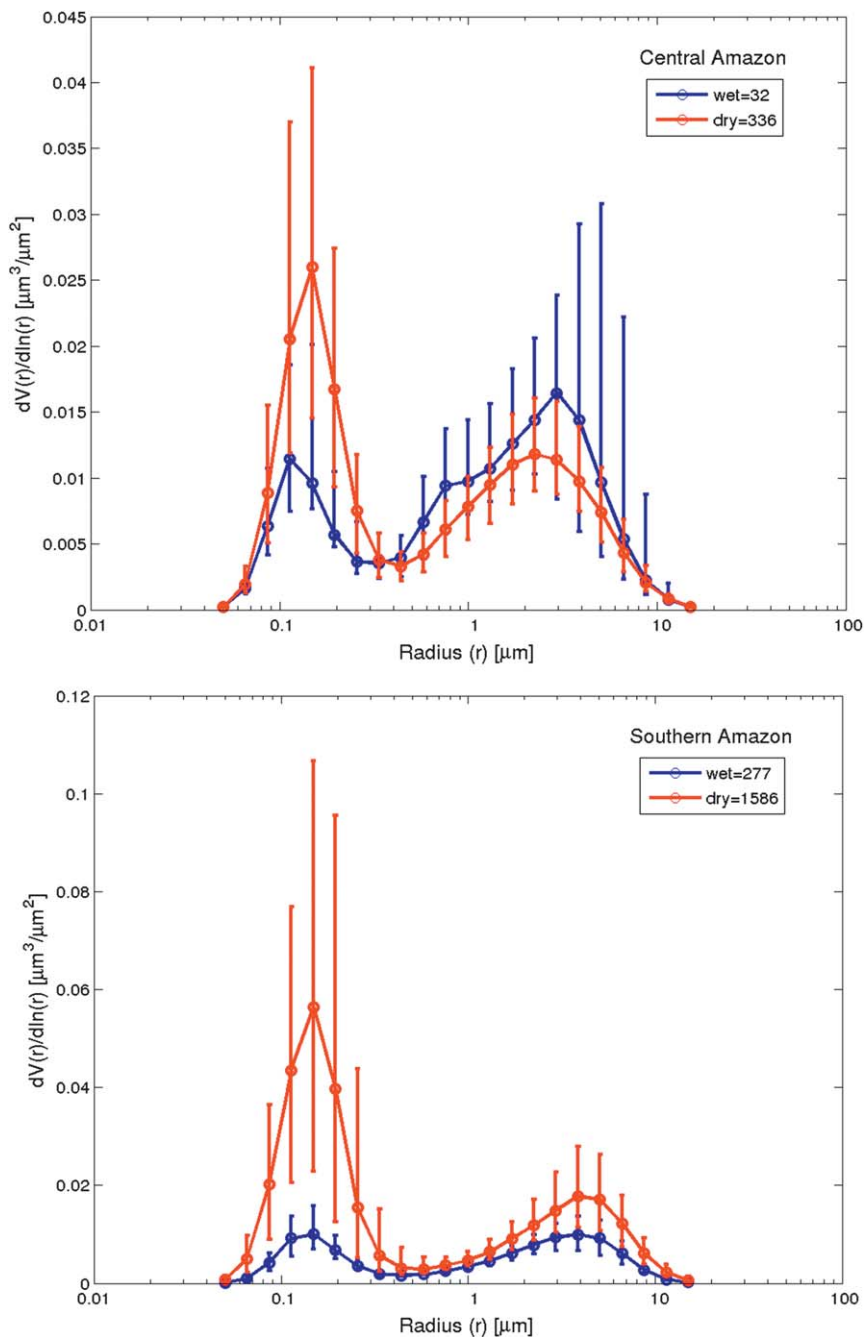 0.045
0.04
0.035
0.03
0.025
0.02
0.015
0.01
0.005
0
dV(r)/dln(r) [μm³/μm²]
Central Amazon
wet=32
dry=336
0.01 0.1 1 10 100
Radius (r) [μm]
0.12
0.1
0.08
0.06
0.04
0.02
0
dV(r)/dln(r) [μm³/μm²]
Southern Amazon
wet=277
dry=1586
0.01 0.1 1 10 100
Radius (r) [μm]